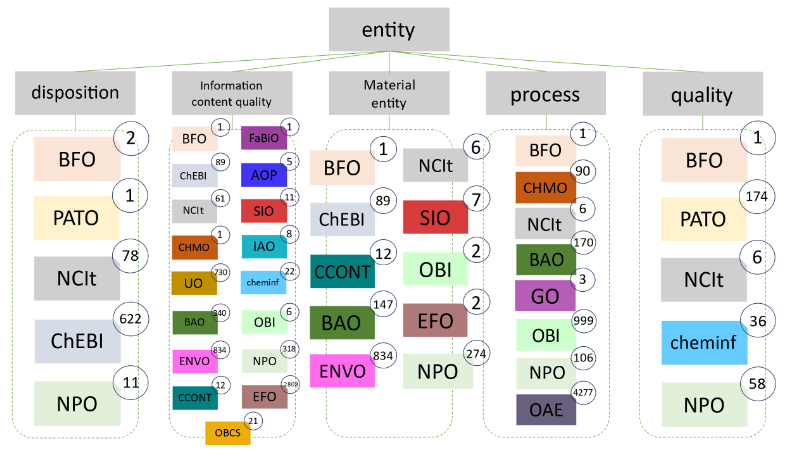 entity
disposition
Information
content quality
Material
entity
process
quality
BFO 2
PATO 1
NCIt 78
ChEBI 622
NPO 11
BFO 1
FaBiO 1
ChEBI 89
AOP 5
NCIt 61
SIO 11
CHMO 1
IAO 8
UO 730
cheminf 22
BAO 340
OBI 6
ENVO 834
NPO 318
CCONT 12
EFO 2808
OBCS 21
BFO 1
NCIt 6
ChEBI 89
SIO 7
CCONT 12
OBI 2
BAO 147
EFO 2
ENVO 834
NPO 274
BFO 1
CHMO 90
NCIt 6
BAO 170
GO 3
OBI 999
NPO 106
OAE 4277
BFO 1
PATO 174
NCIt 6
cheminf 36
NPO 58